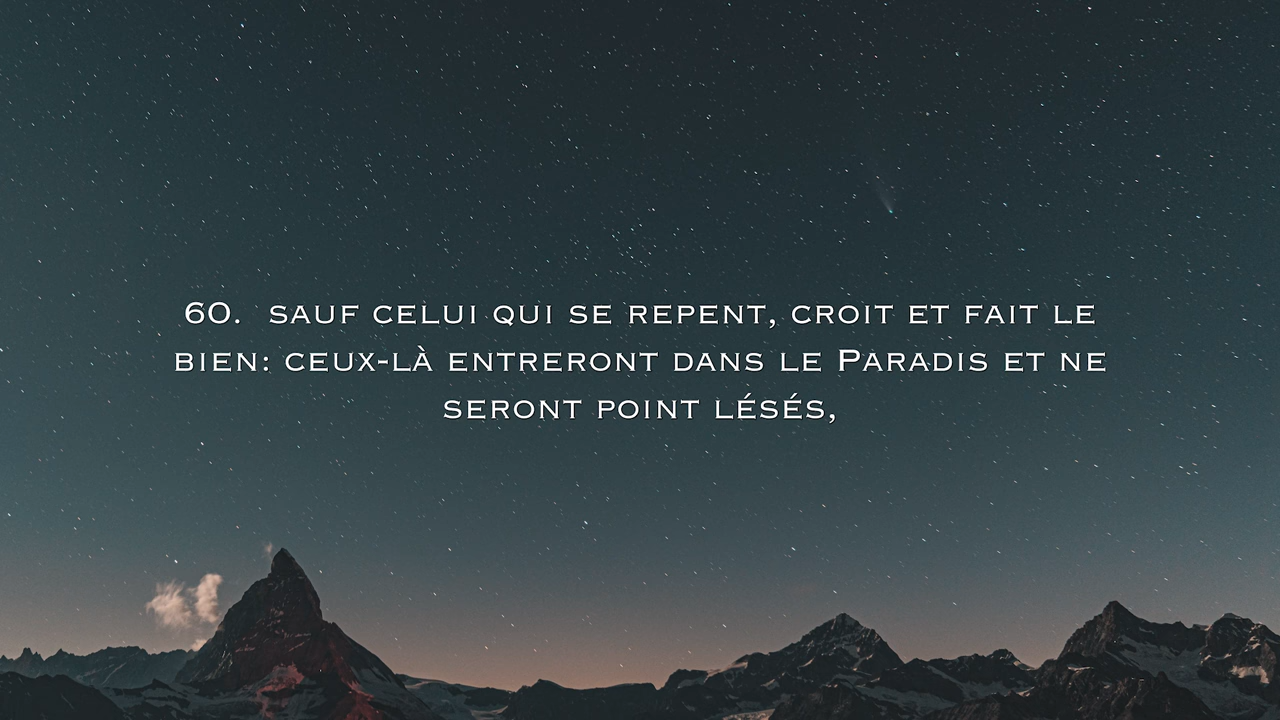 60. sauf celui qui se repent, croit et fait le
bien: ceux-là entreront dans le Paradis et ne
seront point lésés,